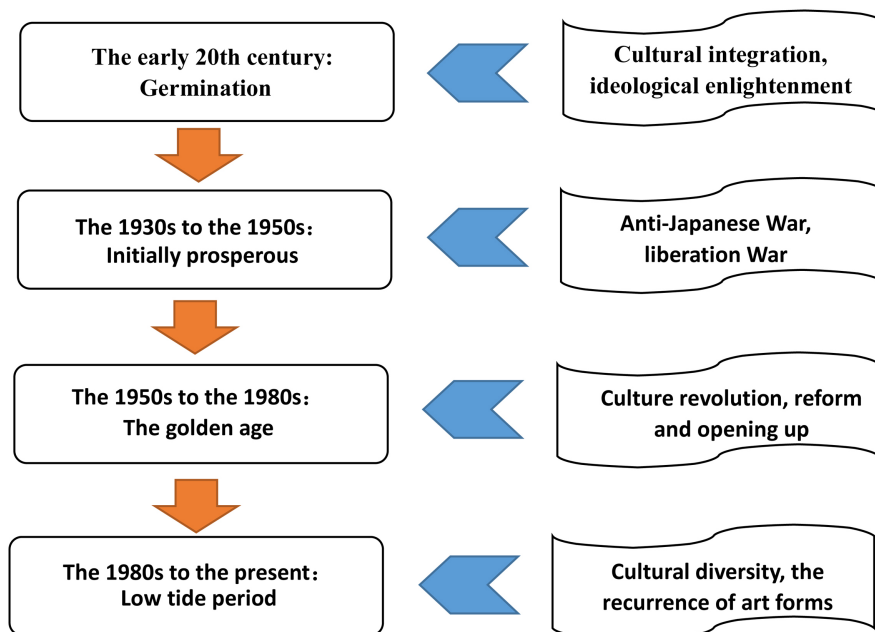 The early 20th century:
Germination
Cultural integration,
ideological enlightenment
The 1930s to the 1950s：
Initially prosperous
Anti-Japanese War,
liberation War
The 1950s to the 1980s：
The golden age
Culture revolution, reform
and opening up
The 1980s to the present：
Low tide period
Cultural diversity, the
recurrence of art forms